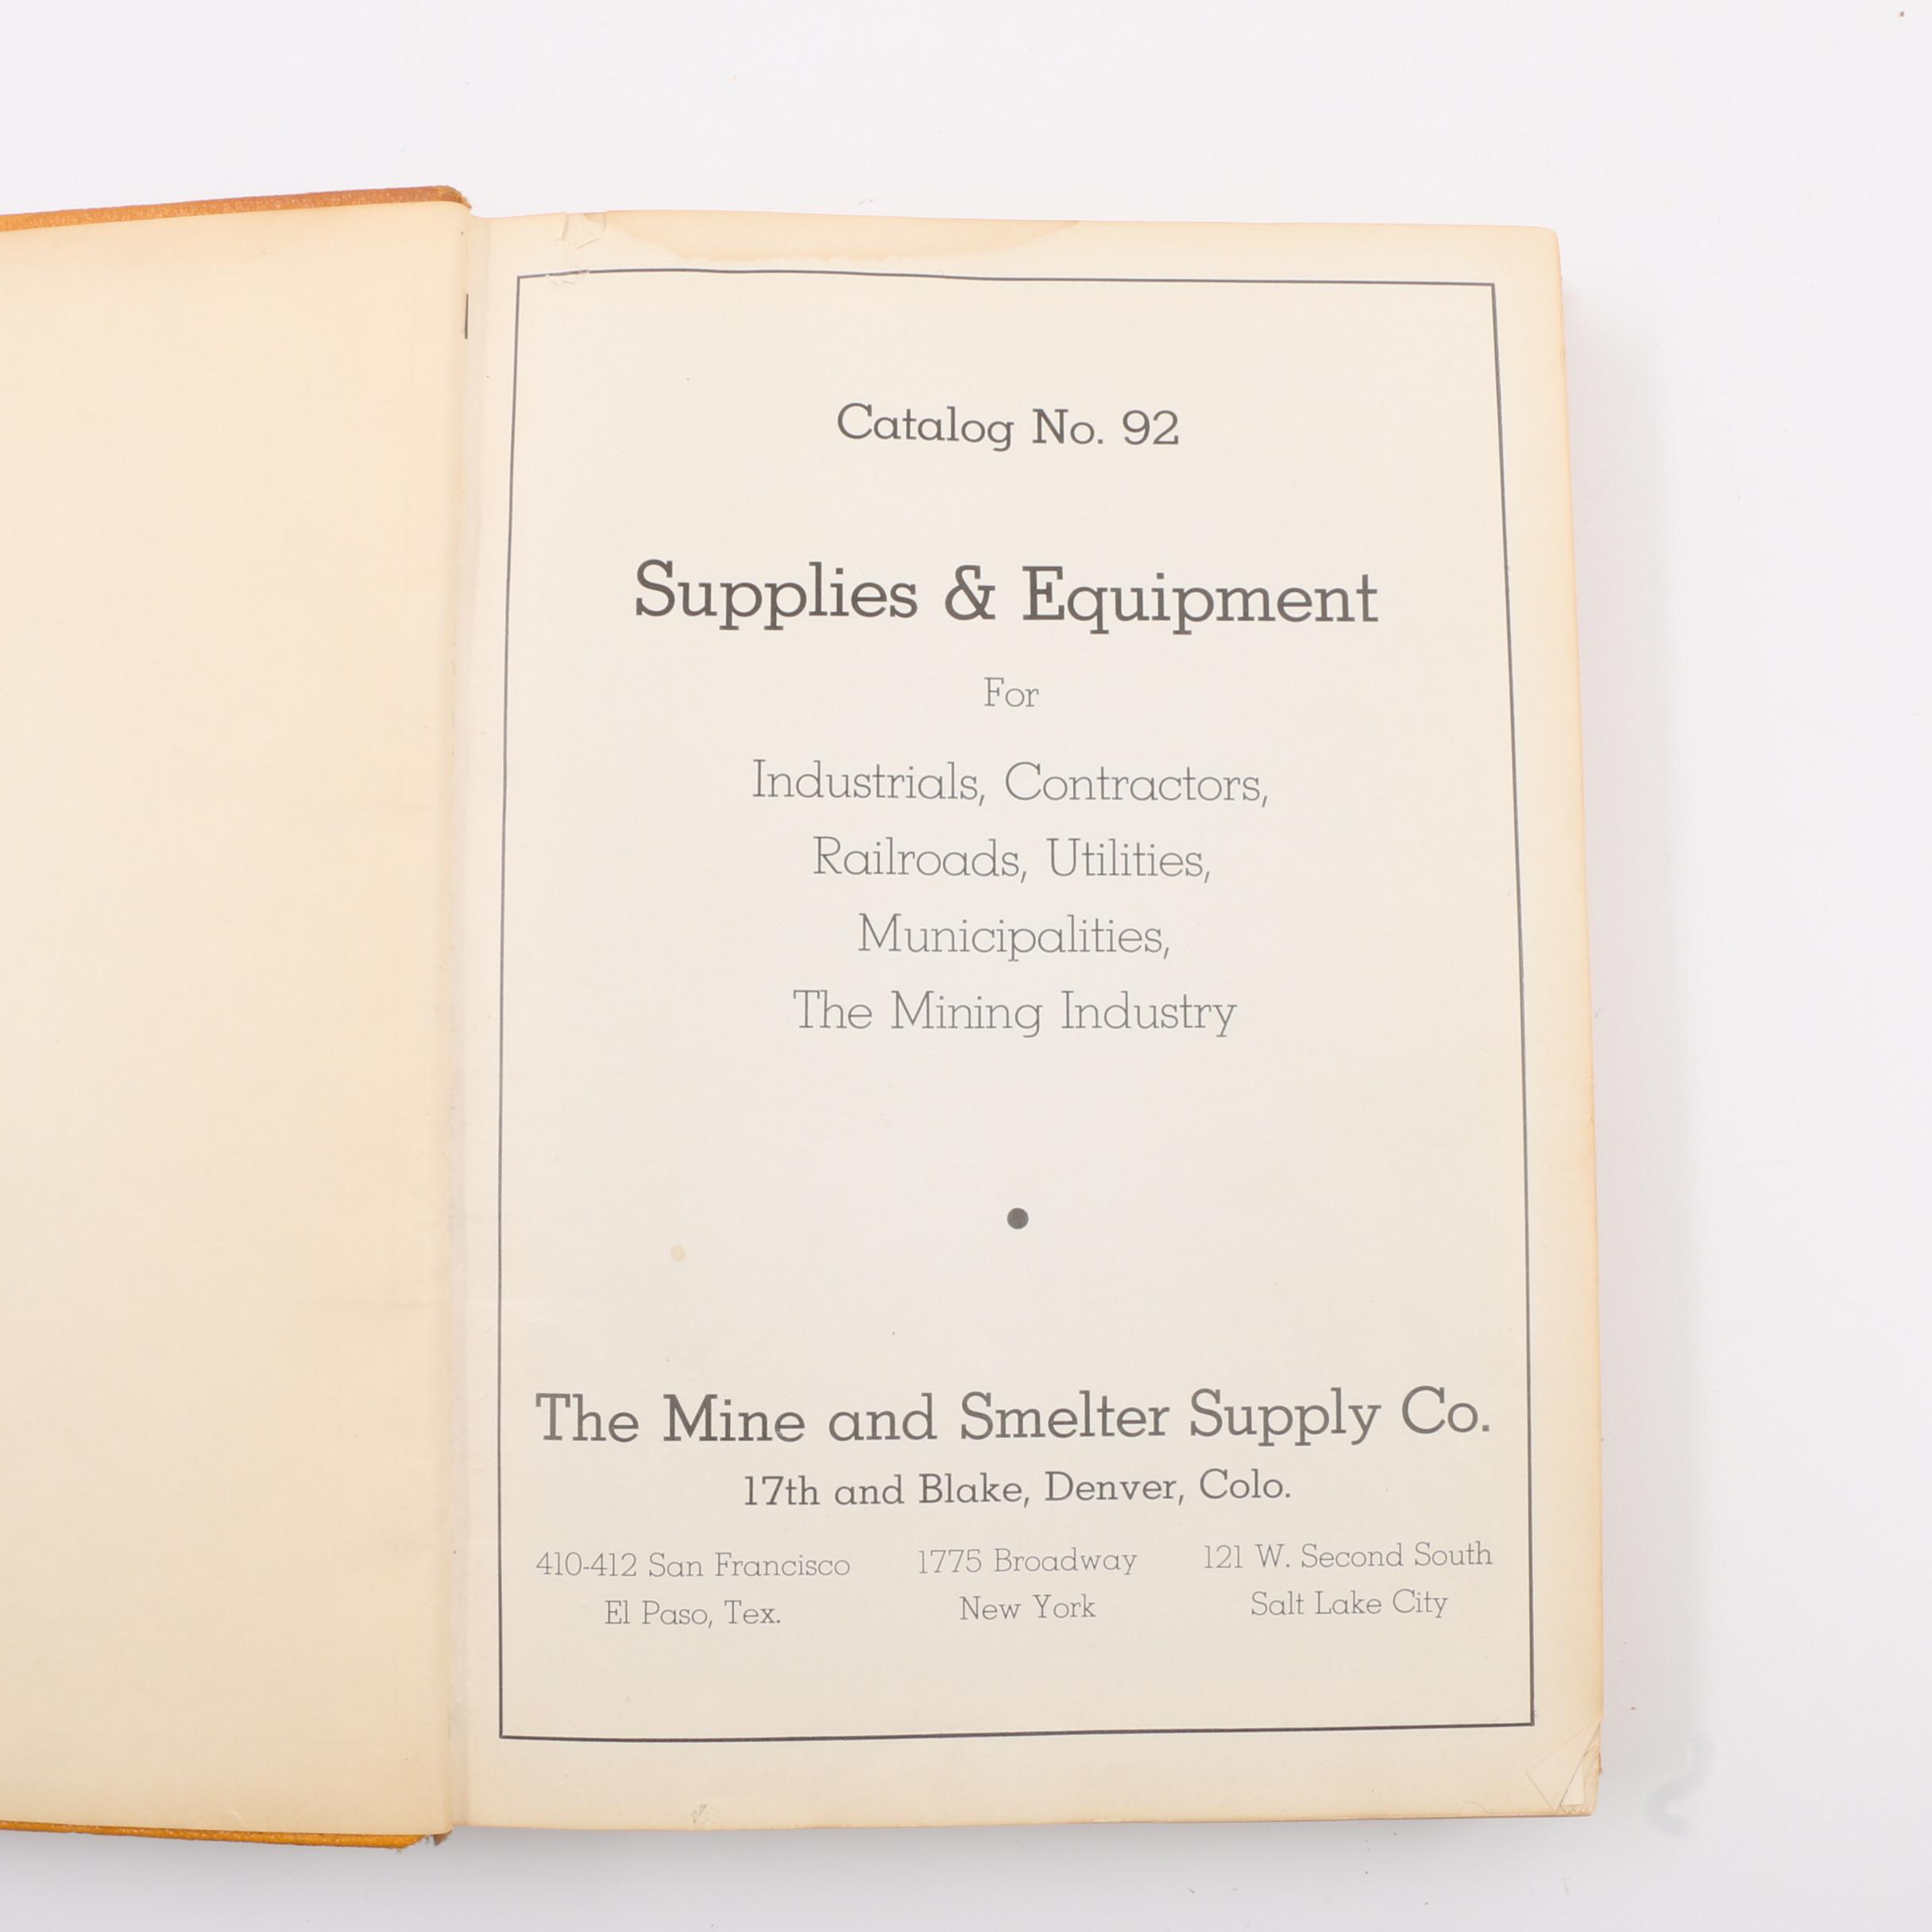 Catalog No. 92
Supplies & Equipment
For
Industrials, Contractors,
Railroads, Utilities,
Municipalities,
The Mining Industry
The Mine and Smelter Supply Co.
17th and Blake, Denver, Colo.
410-412 San Francisco
El Paso, Tex.
1775 Broadway
New York
121 W. Second South
Salt Lake City